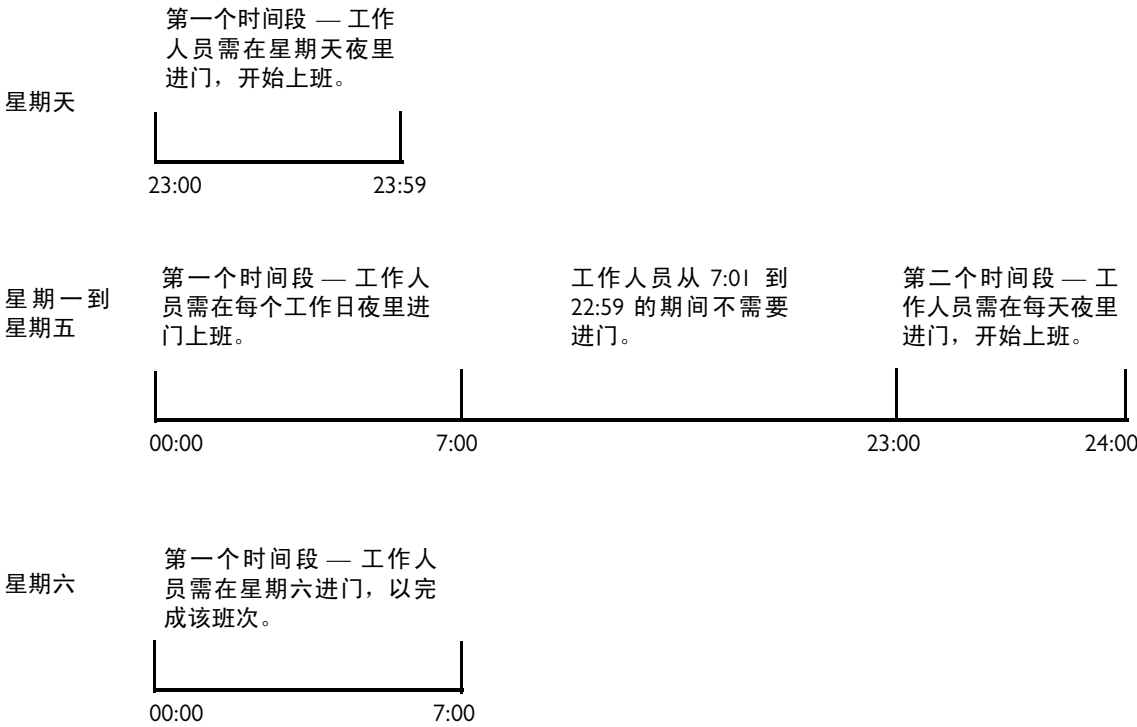 第一个时间段 — 工作
人员需在星期天夜里
进门，开始上班。
星期天
23:00 23:59
第一个时间段 — 工作人
员需在每个工作日夜里进
门上班。
工作人员从 7:01 到
22:59 的期间不需要
进门。
第二个时间段 — 工
作人员需在每天夜里
进门，开始上班。
星期一到
星期五
00:00 7:00 23:00 24:00
第一个时间段 — 工作人
员需在星期六进门，以完
成该班次。
星期六
00:00 7:00